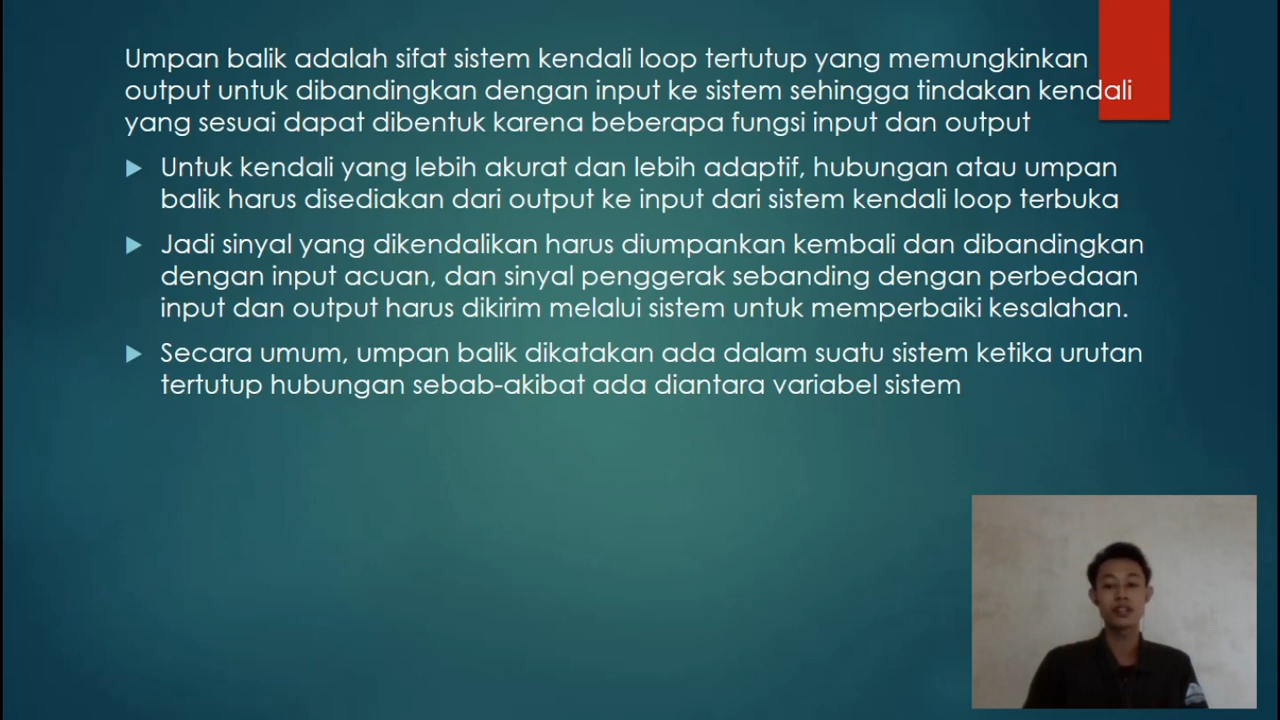 Umpan balik adalah sifat sistem kendali loop tertutup yang memungkinkan
output untuk dibandingkan dengan input ke sistem sehingga tindakan kendali
yang sesuai dapat dibentuk karena beberapa fungsi input dan output
Untuk kendali yang lebih akurat dan lebih adaptif, hubungan atau umpan
balik harus disediakan dari output ke input dari sistem kendali loop terbuka
Jadi sinyal yang dikendalikan harus diumpankan kembali dan dibandingkan
dengan input acuan, dan sinyal penggerak sebanding dengan perbedaan
input dan output harus dikirim melalui sistem untuk memperbaiki kesalahan.
Secara umum, umpan balik dikatakan ada dalam suatu sistem ketika urutan
tertutup hubungan sebab-akibat ada diantara variabel sistem